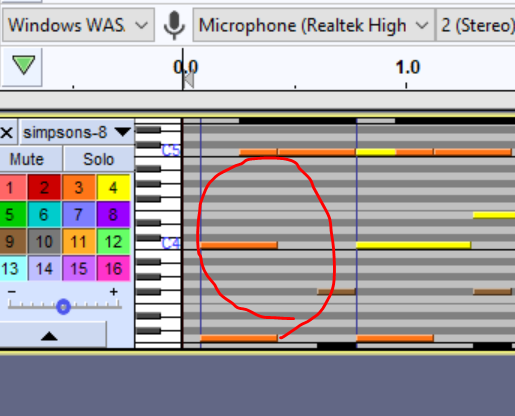 Windows WAS.
Microphone (Realtek High
2 (Stereo)
0.0
1.0
× simpsons-8
Mute Solo
1 2 3 4
5 6 7 8
9 10 11 12
13 14 15 16
- +
C5
C4